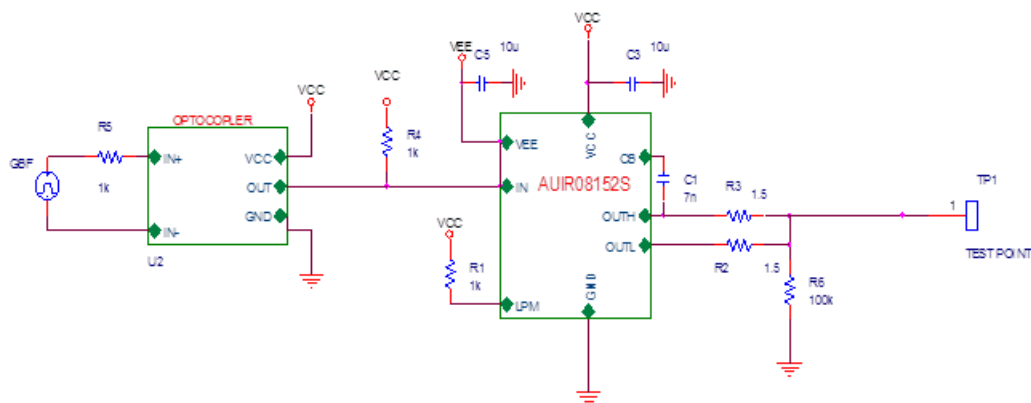 VCC
VEE
C5
10u
C3
10u
VCC
VCC
OPTOCOPLER
R5
1k
GBF
IN+
VCC
OUT
GND
IN-
U2
R4
1k
VEE
VCC
CB
IN
AUIR08152S
C1
7n
OUTH
OUTL
R3
1.5
R2
1.5
TP1
1
TEST POINT
R6
100k
VCC
R1
1k
LPM
GND